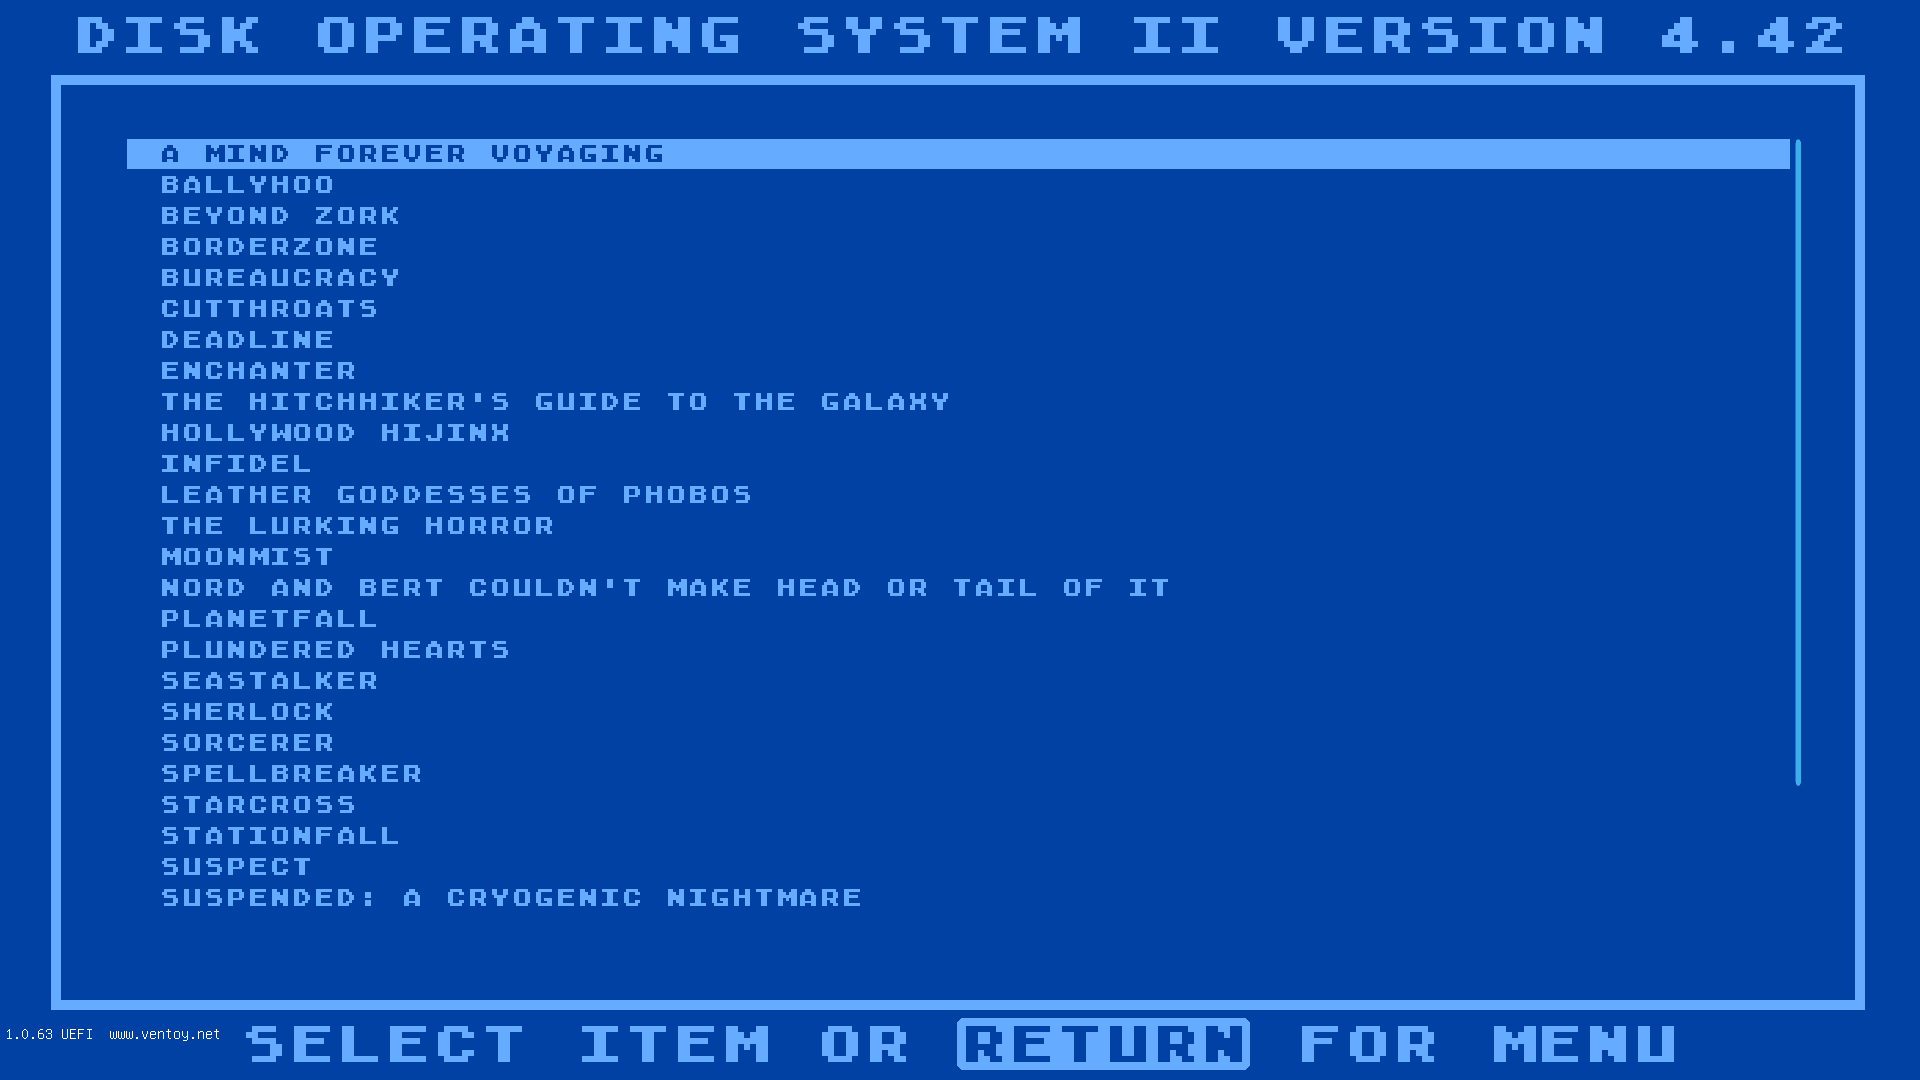 DISK OPERATING SYSTEM II VERSION 4.42
A MIND FOREVER VOYAGING
BALLYHOO
BEYOND ZORK
BORDERZONE
BUREAUCRACY
CUTTHROATS
DEADLINE
ENCHANTER
THE HITCHHIKER'S GUIDE TO THE GALAXY
HOLLYWOOD HIJINX
INFIDEL
LEATHER GODDESSES OF PHOBOS
THE LURKING HORROR
MOONMIST
NORD AND BERT COULDN'T MAKE HEAD OR TAIL OF IT
PLANETFALL
PLUNDERED HEARTS
SEASTALKER
SHERLOCK
SORCERER
SPELLBREAKER
STARCROSS
STATIONFALL
SUSPECT
SUSPENDED: A CRYOGENIC NIGHTMARE
1.0.63 UEFI www.ventoy.net
SELECT ITEM OR RETURN FOR MENU